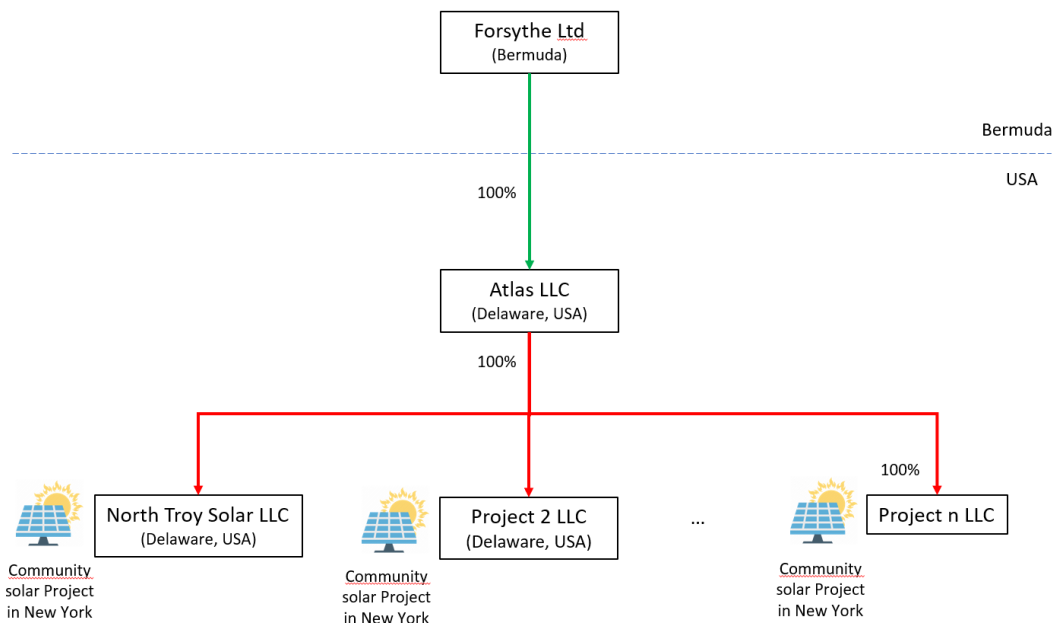 Forsythe Ltd
(Bermuda)
Bermuda
USA
100%
Atlas LLC
(Delaware, USA)
100%
100%
North Troy Solar LLC
(Delaware, USA)
Project 2 LLC
(Delaware, USA)
...
Project n LLC
Community
solar Project
in New York
Community
solar Project
in New York
Community
solar Project
in New York